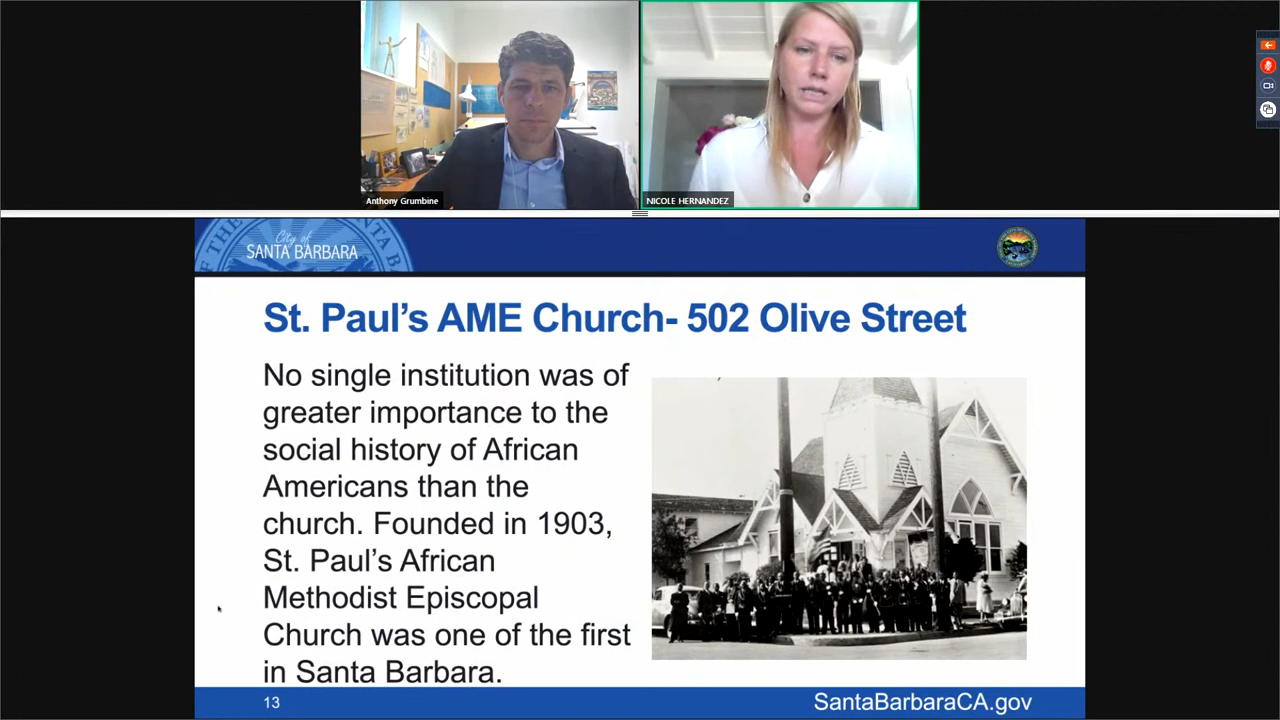 Anthony Grumbine
NICOLE HERNANDEZ
City of
SANTA BARBARA
St. Paul's AME Church- 502 Olive Street
No single institution was of
greater importance to the
social history of African
Americans than the
church. Founded in 1903,
St. Paul's African
Methodist Episcopal
Church was one of the first
in Santa Barbara.
13
SantaBarbaraCA.gov